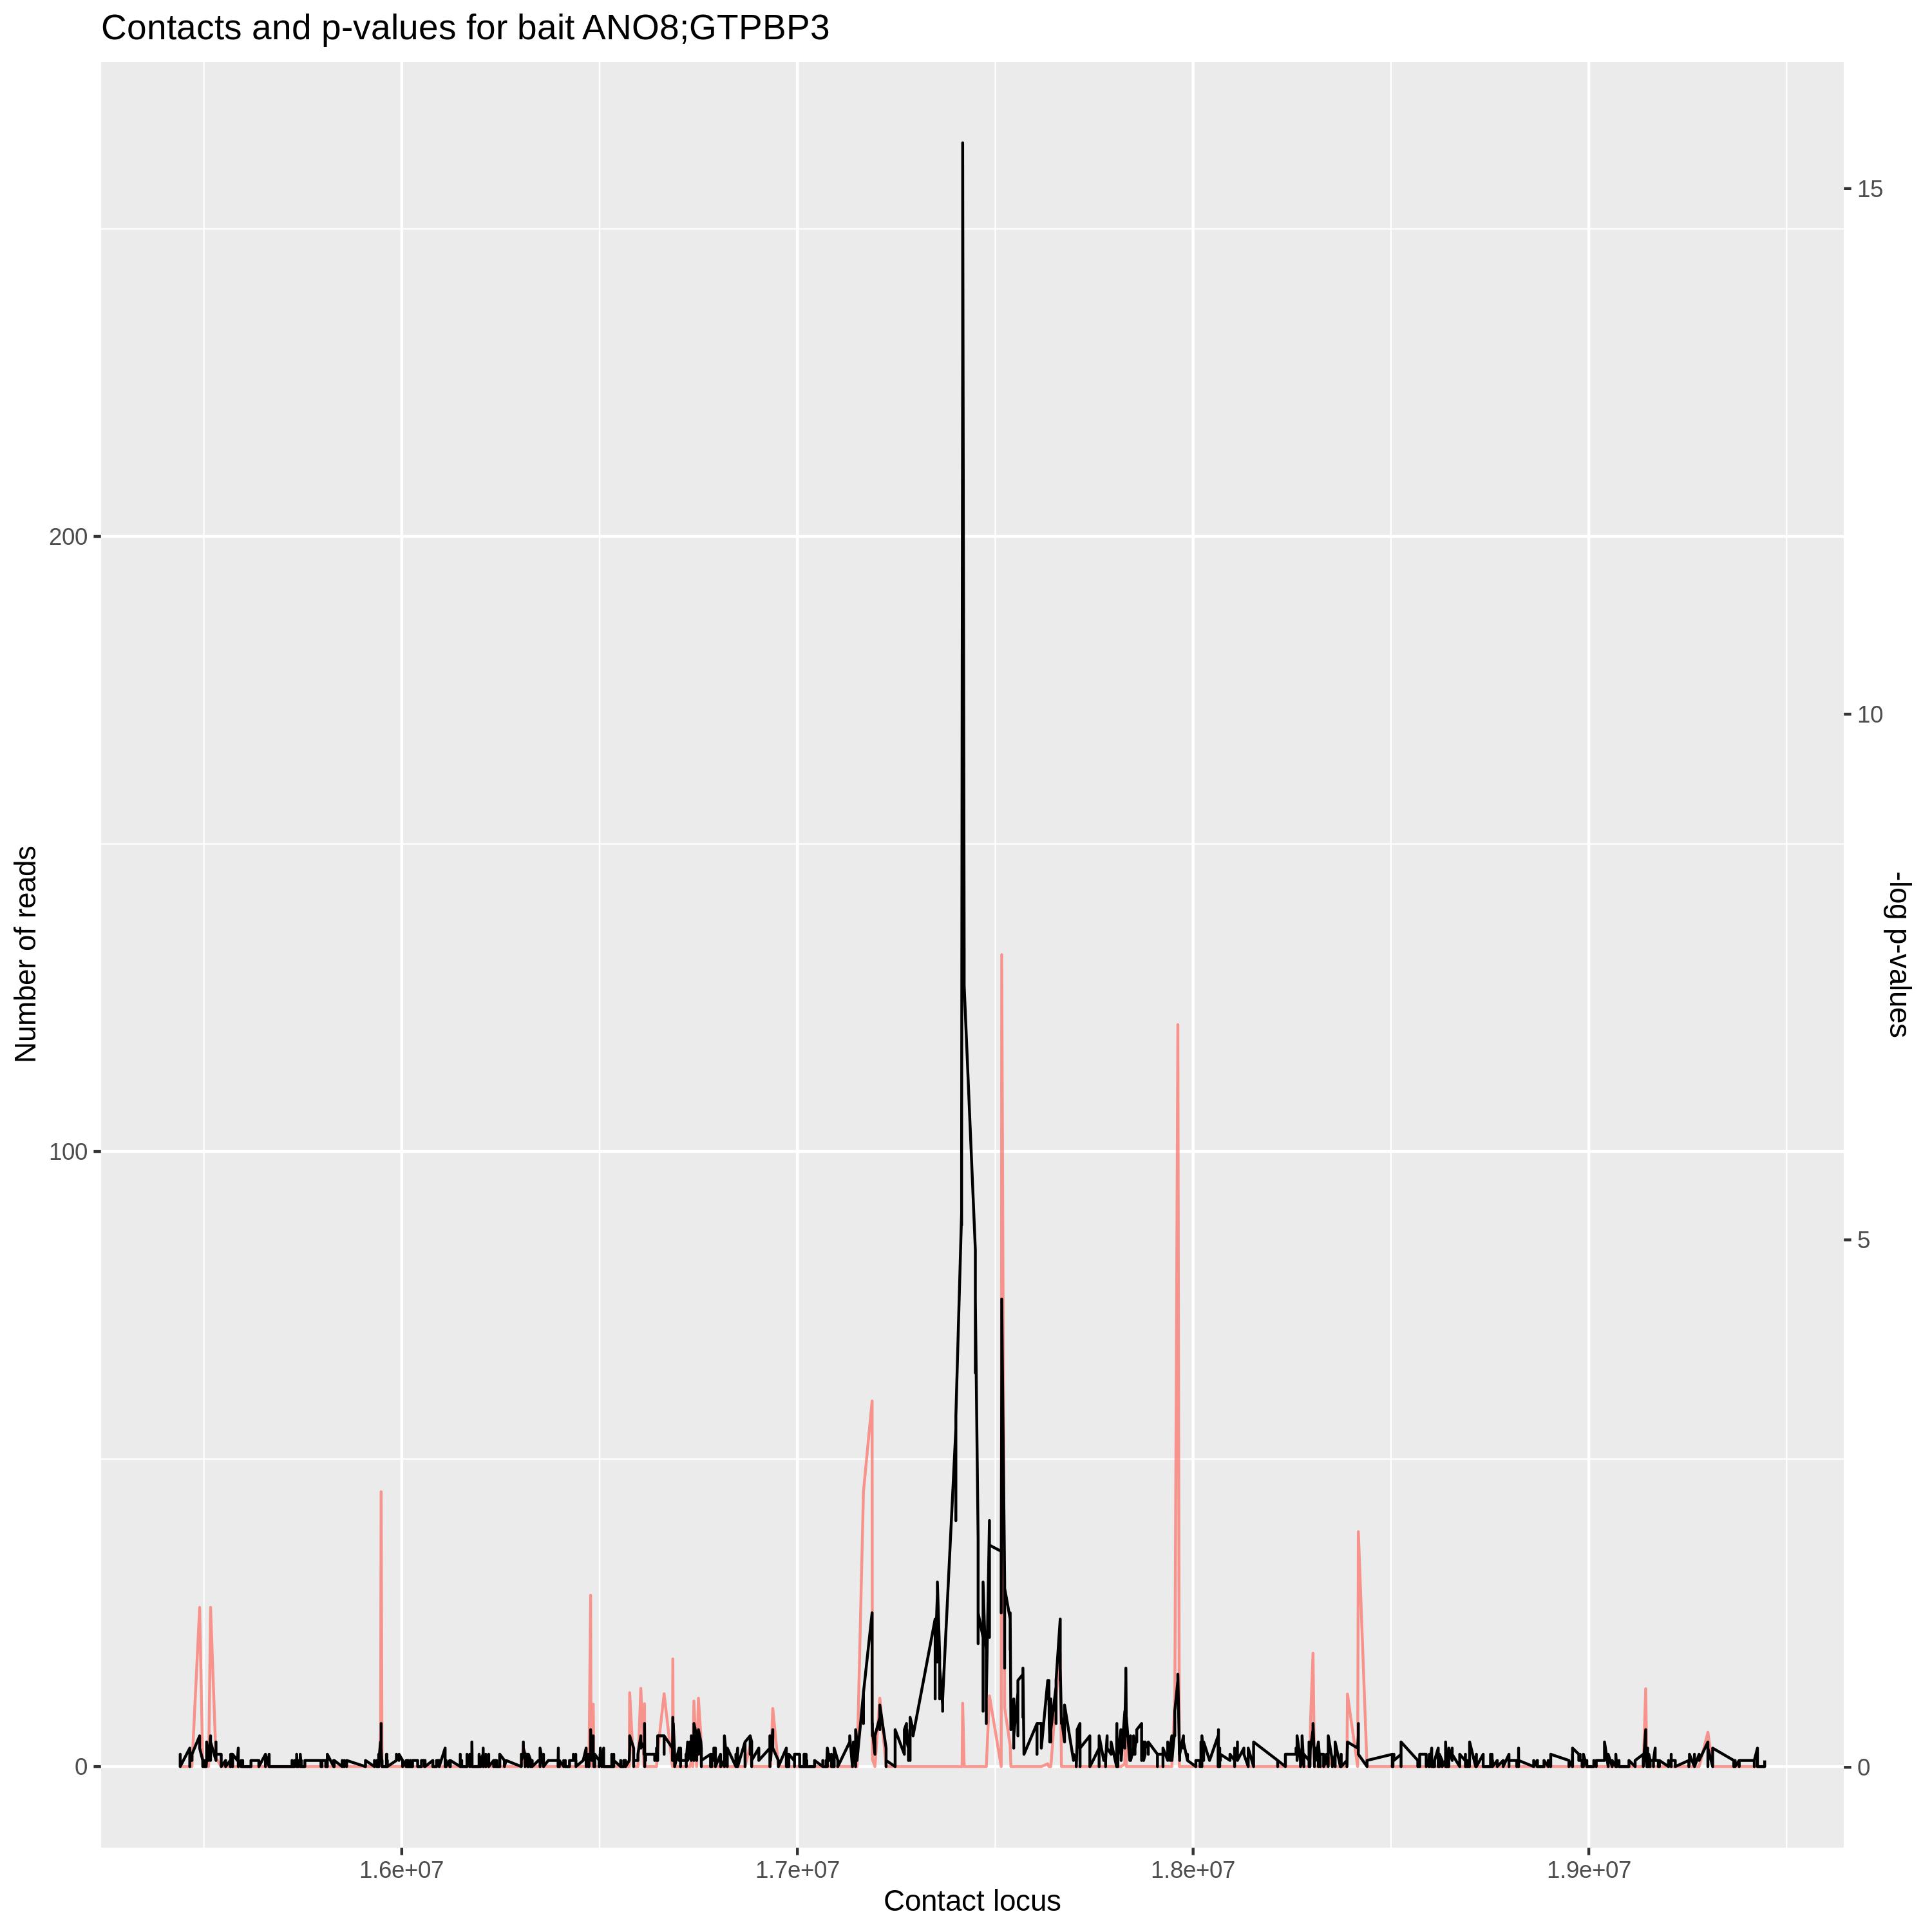 Contacts and p-values for bait ANO8;GTPBP3
Number of reads
200
100
0
15
10
5
0
-log p-values
1.6e+07
1.7e+07
1.8e+07
1.9e+07
Contact locus